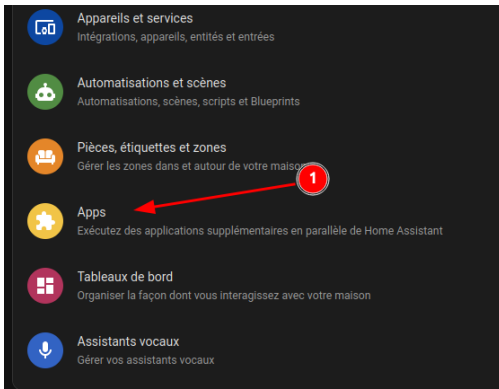 Appareils et services
Intégrations, appareils, entités et entrées
Automatisations et scènes
Automatisations, scènes, scripts et Blueprints
Pièces, étiquettes et zones
Gérer les zones dans et autour de votre maison
1
Apps
Exécutez des applications supplémentaires en parallèle de Home Assistant
Tableaux de bord
Organiser la façon dont vous interagissez avec votre maison
Assistants vocaux
Gérer vos assistants vocaux